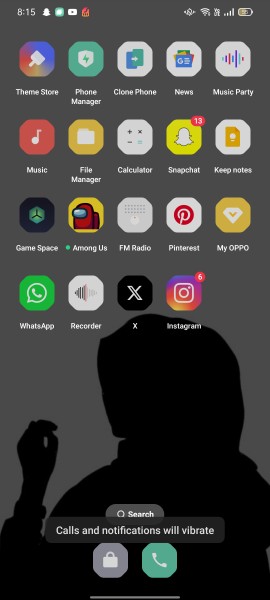 8:15
Theme Store
Phone Manager
Clone Phone
News
Music Party
Music
File Manager
Calculator
13
Snapchat
Keep notes
Game Space
Among Us
FM Radio
Pinterest
My OPPO
WhatsApp
Recorder
X
6
Instagram
Search
Calls and notifications will vibrate